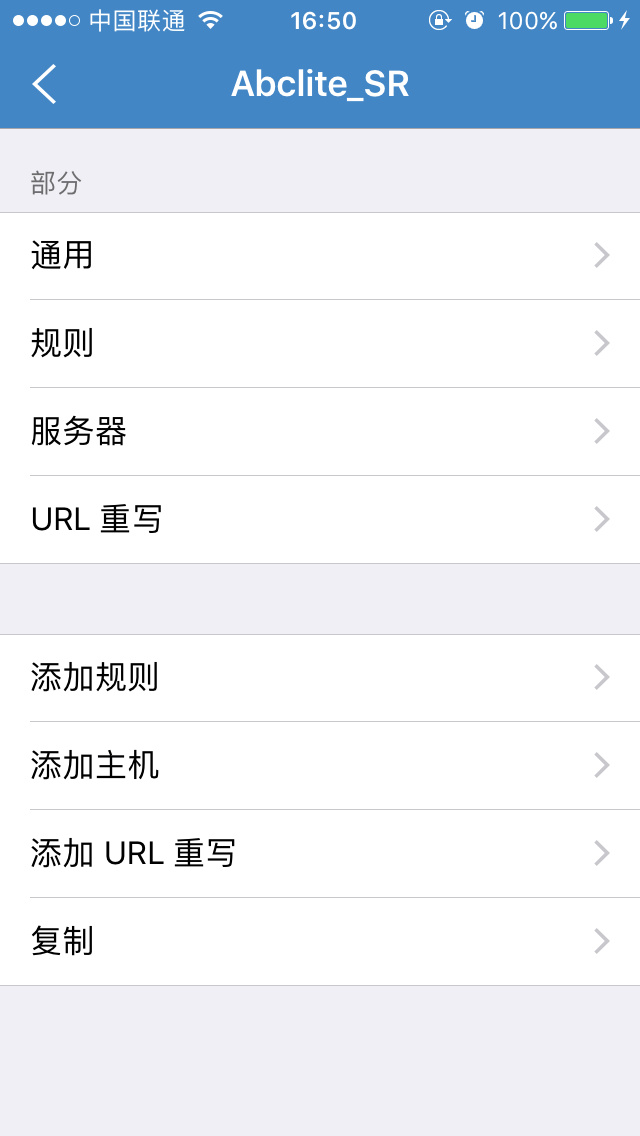 中国联通 16:50 100%
Abclite_SR
部分
通用
规则
服务器
URL 重写
添加规则
添加主机
添加 URL 重写
复制